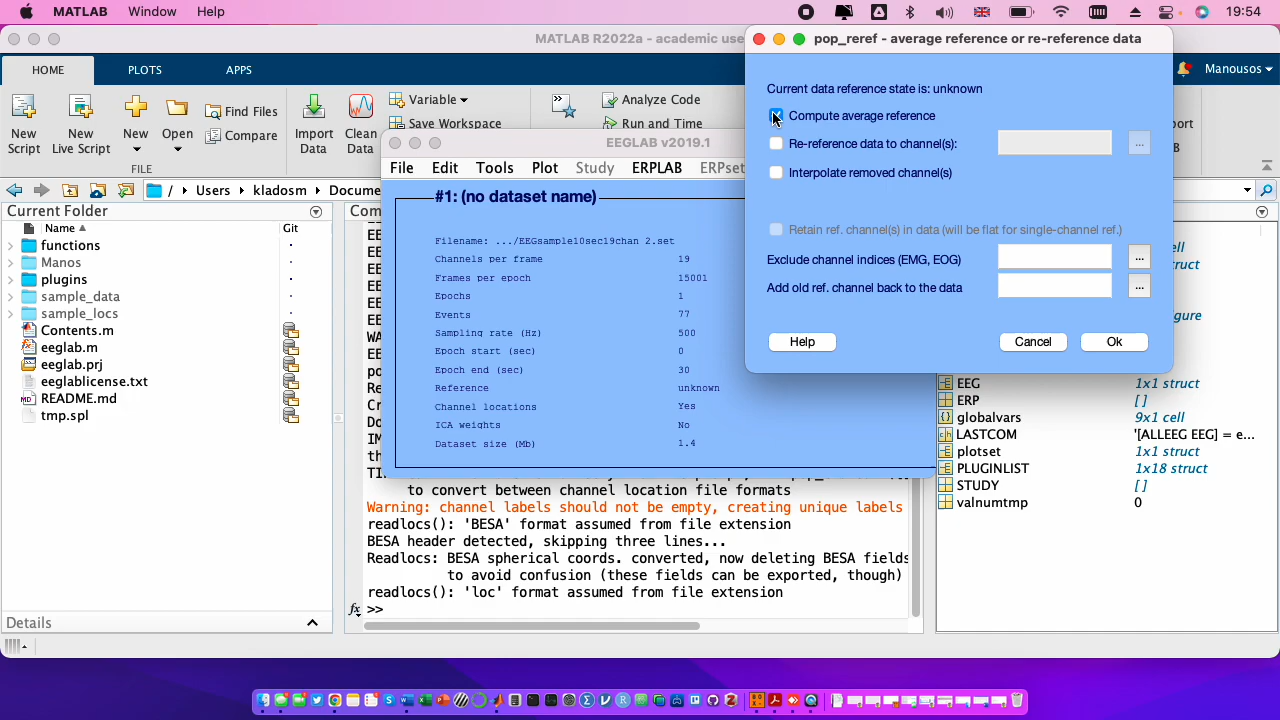 MATLAB Window Help 19:54
MATLAB R2022a - academic use
pop_reref - average reference or re-reference data
HOME PLOTS APPS Manousos
New Script
New Live Script
New
Open
Find Files
Compare
FILE
Import Data
Clean Data
Variable
Save Workspace
Analyze Code
Run and Time
/ Users kladosm Docume
Current Folder
Name Git
functions
Manos
plugins
sample_data
sample_locs
Contents.m
eeglab.m
eeglab.prj
eeglablicense.txt
README.md
tmp.spl
Details
EEGLAB v2019.1
File Edit Tools Plot Study ERPLAB ERPset
#1: (no dataset name)
Filename: .../EEGsample10sec19chan 2.set
Channels per frame 19
Frames per epoch 15001
Epochs 1
Events 77
Sampling rate (Hz) 500
Epoch start (sec) 0
Epoch end (sec) 30
Reference unknown
Channel locations Yes
ICA weights No
Dataset size (Mb) 1.4
Current data reference state is: unknown
Compute average reference
Re-reference data to channel(s): ...
Interpolate removed channel(s)
Retain ref. channel(s) in data (will be flat for single-channel ref.)
Exclude channel indices (EMG, EOG) ...
Add old ref. channel back to the data ...
Help Cancel Ok
to convert between channel location file formats
Warning: channel labels should not be empty, creating unique labels
readlocs(): 'BESA' format assumed from file extension
BESA header detected, skipping three lines...
Readlocs: BESA spherical coords. converted, now deleting BESA fields
to avoid confusion (these fields can be exported, though)
readlocs(): 'loc' format assumed from file extension
fx >>
EEG 1x1 struct
ERP []
globalvars 9x1 cell
LASTCOM '[ALLEEG EEG] = e...
plotset 1x1 struct
PLUGINLIST 1x18 struct
STUDY []
valnumtmp 0